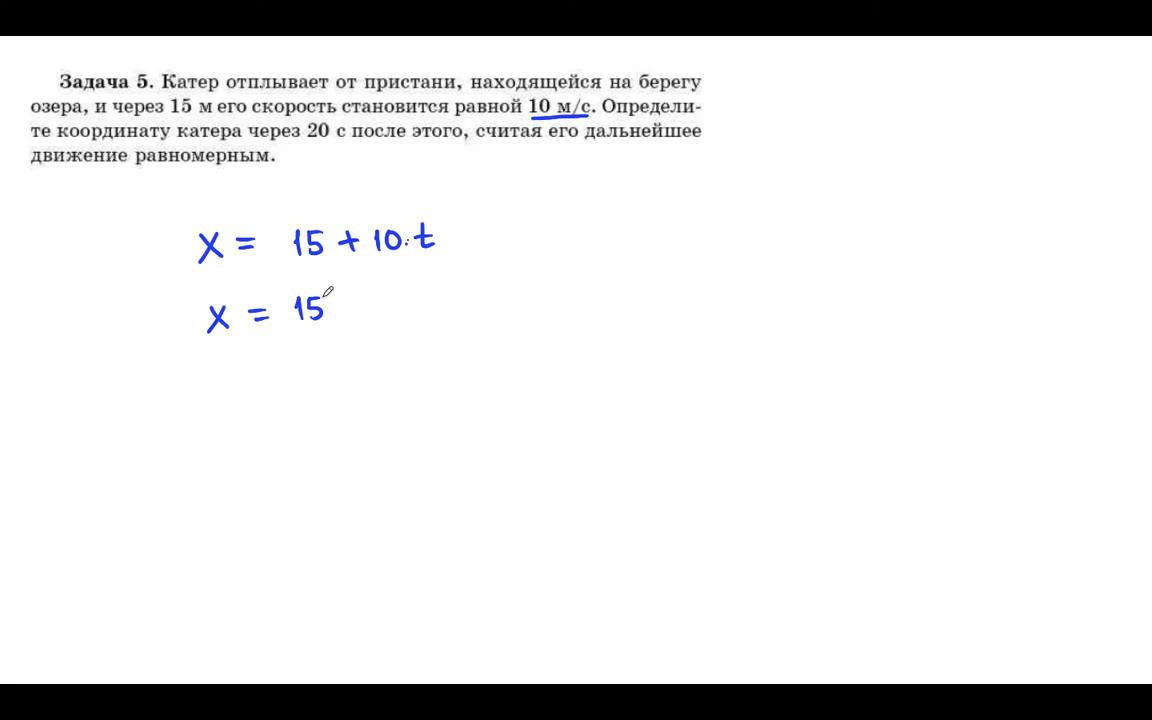 Задача 5. Катер отплывает от пристани, находящейся на берегу
озера, и через 15 м его скорость становится равной 10 м/с. Определи-
те координату катера через 20 с после этого, считая его дальнейшее
движение равномерным.
x = 15 + 10·t
x = 15